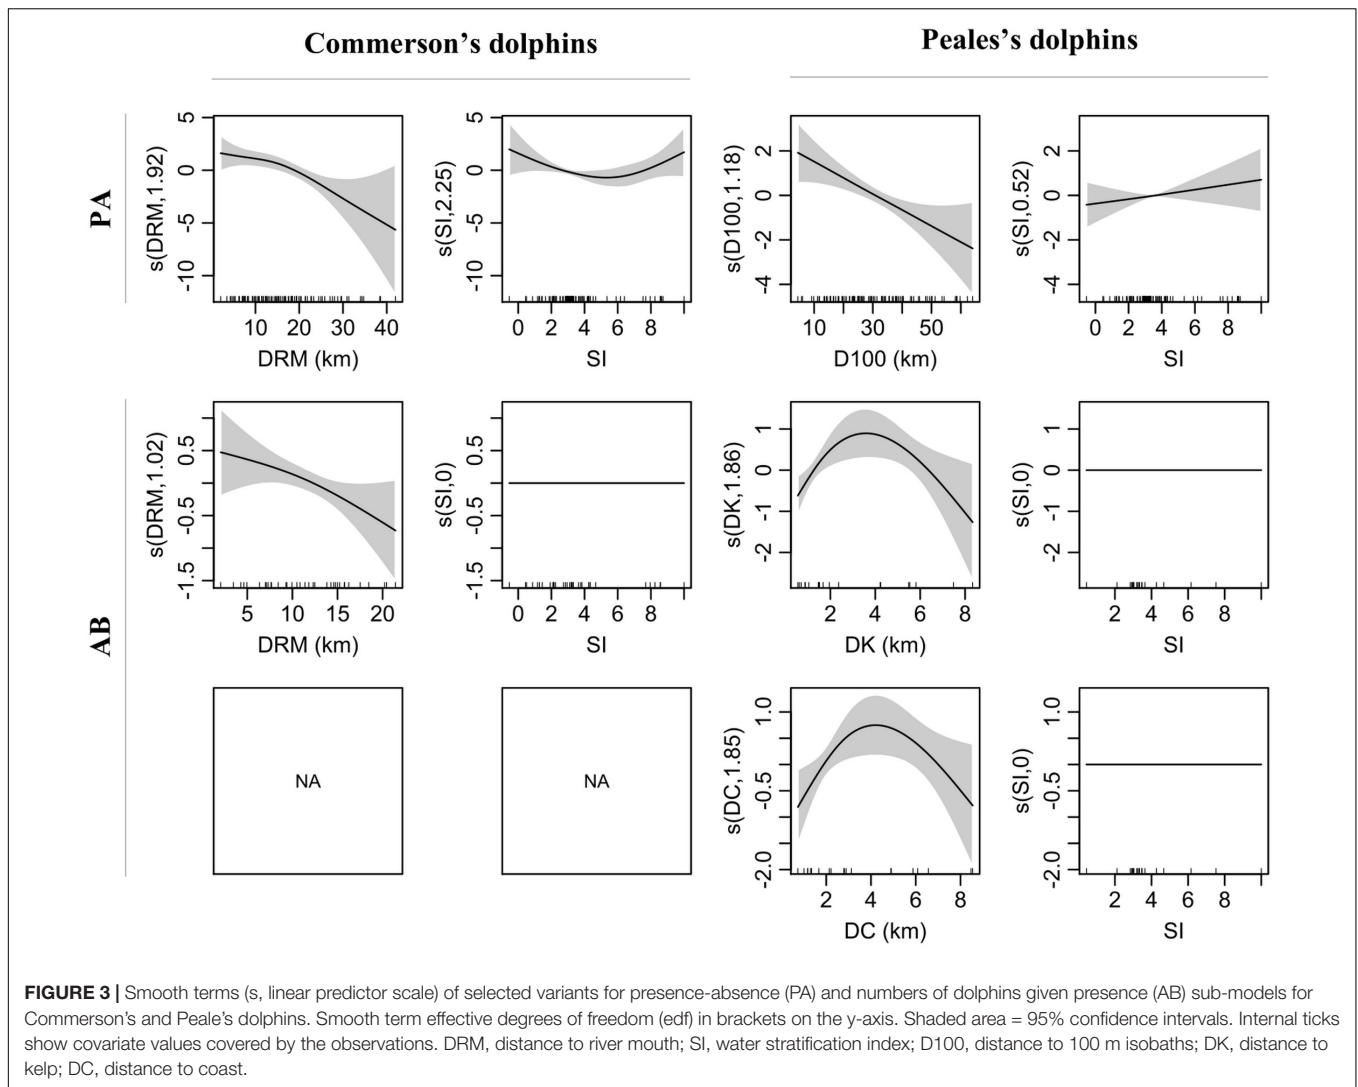 Commerson's dolphins
Peales's dolphins
PA
s(DRM,1.92)
5
0
-5
-10
10 20 30 40
DRM (km)
s(SI,2.25)
5
0
-5
-10
0 2 4 6 8
SI
s(D100,1.18)
2
0
-2
-4
10 30 50
D100 (km)
s(SI,0.52)
2
0
-2
-4
0 2 4 6 8
SI
AB
s(DRM,1.02)
0.5
-0.5
-1.5
5 10 15 20
DRM (km)
s(SI,0)
0.5
-0.5
-1.5
0 2 4 6 8
SI
s(DK,1.86)
1
0
-1
-2
2 4 6 8
DK (km)
s(SI,0)
1
0
-1
-2
2 4 6 8
SI
NA
NA
s(DC,1.85)
1.0
-0.5
-2.0
2 4 6 8
DC (km)
s(SI,0)
1.0
-0.5
-2.0
2 4 6 8
SI
FIGURE 3 | Smooth terms (s, linear predictor scale) of selected variants for presence-absence (PA) and numbers of dolphins given presence (AB) sub-models for
Commerson's and Peale's dolphins. Smooth term effective degrees of freedom (edf) in brackets on the y-axis. Shaded area = 95% confidence intervals. Internal ticks
show covariate values covered by the observations. DRM, distance to river mouth; SI, water stratification index; D100, distance to 100 m isobaths; DK, distance to
kelp; DC, distance to coast.